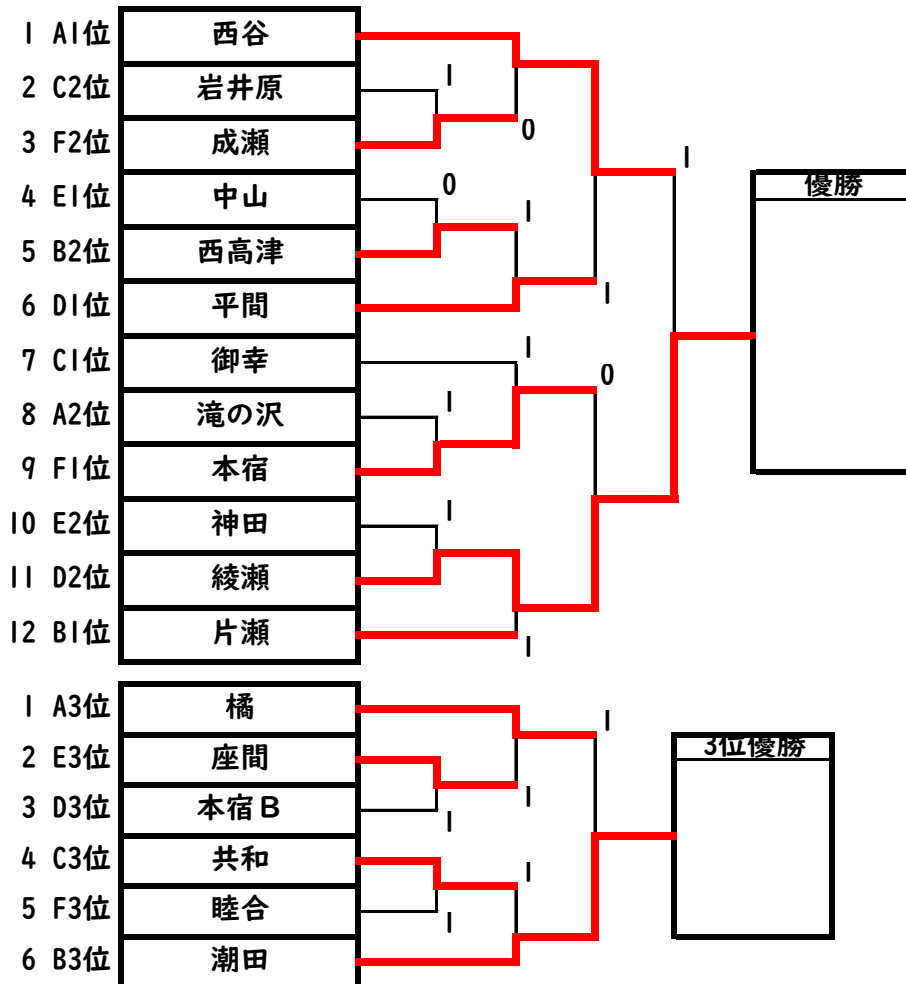 1 A1位 西谷
1
2 C2位 岩井原
0
3 F2位 成瀬
1
優勝
4 E1位 中山
0
1
5 B2位 西高津
6 D1位 平間
1
7 C1位 御幸
1
0
8 A2位 滝の沢
1
9 F1位 本宿
10 E2位 神田
1
11 D2位 綾瀬
12 B1位 片瀬
1
1 A3位 橘
1
2 E3位 座間
3位優勝
3 D3位 本宿B
1
1
4 C3位 共和
1
5 F3位 睦合
1
6 B3位 潮田